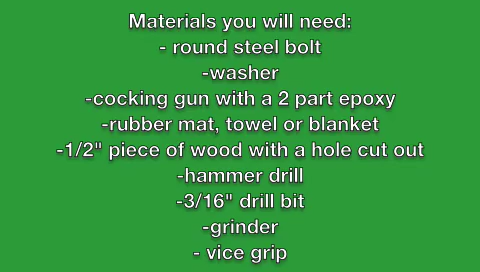 Materials you will need:
- round steel bolt
-washer
-cocking gun with a 2 part epoxy
-rubber mat, towel or blanket
-1/2" piece of wood with a hole cut out
-hammer drill
-3/16" drill bit
-grinder
- vice grip